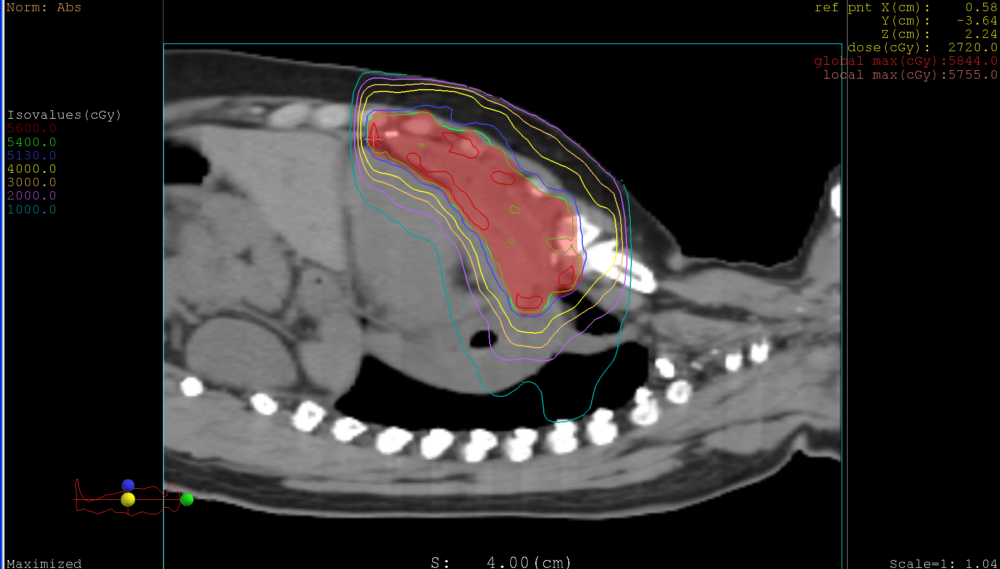 Norm: Abs
ref pnt X(cm): 0.58
Y(cm): -3.64
Z(cm): 2.24
dose(cGy): 2720.0
global max(cGy):5844.0
local max(cGy):5755.0
Isovalues(cGy)
5600.0
5400.0
5130.0
4000.0
3000.0
2000.0
1000.0
Maximized
S: 4.00(cm)
Scale=1: 1.04